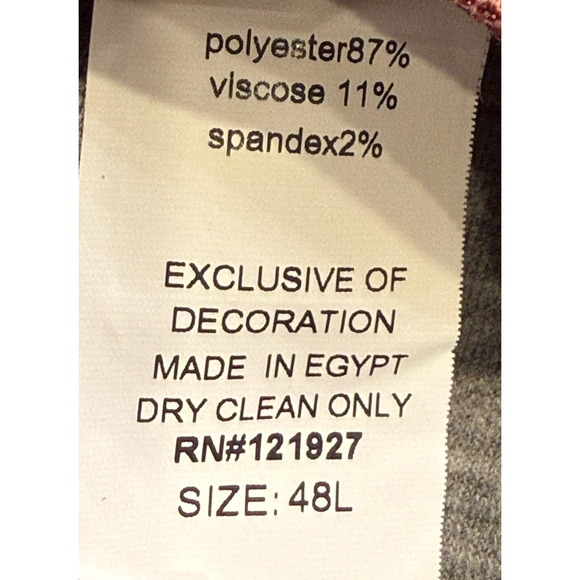 polyester87%
viscose 11%
spandex2%
EXCLUSIVE OF
DECORATION
MADE IN EGYPT
DRY CLEAN ONLY
RN#121927
SIZE: 48L